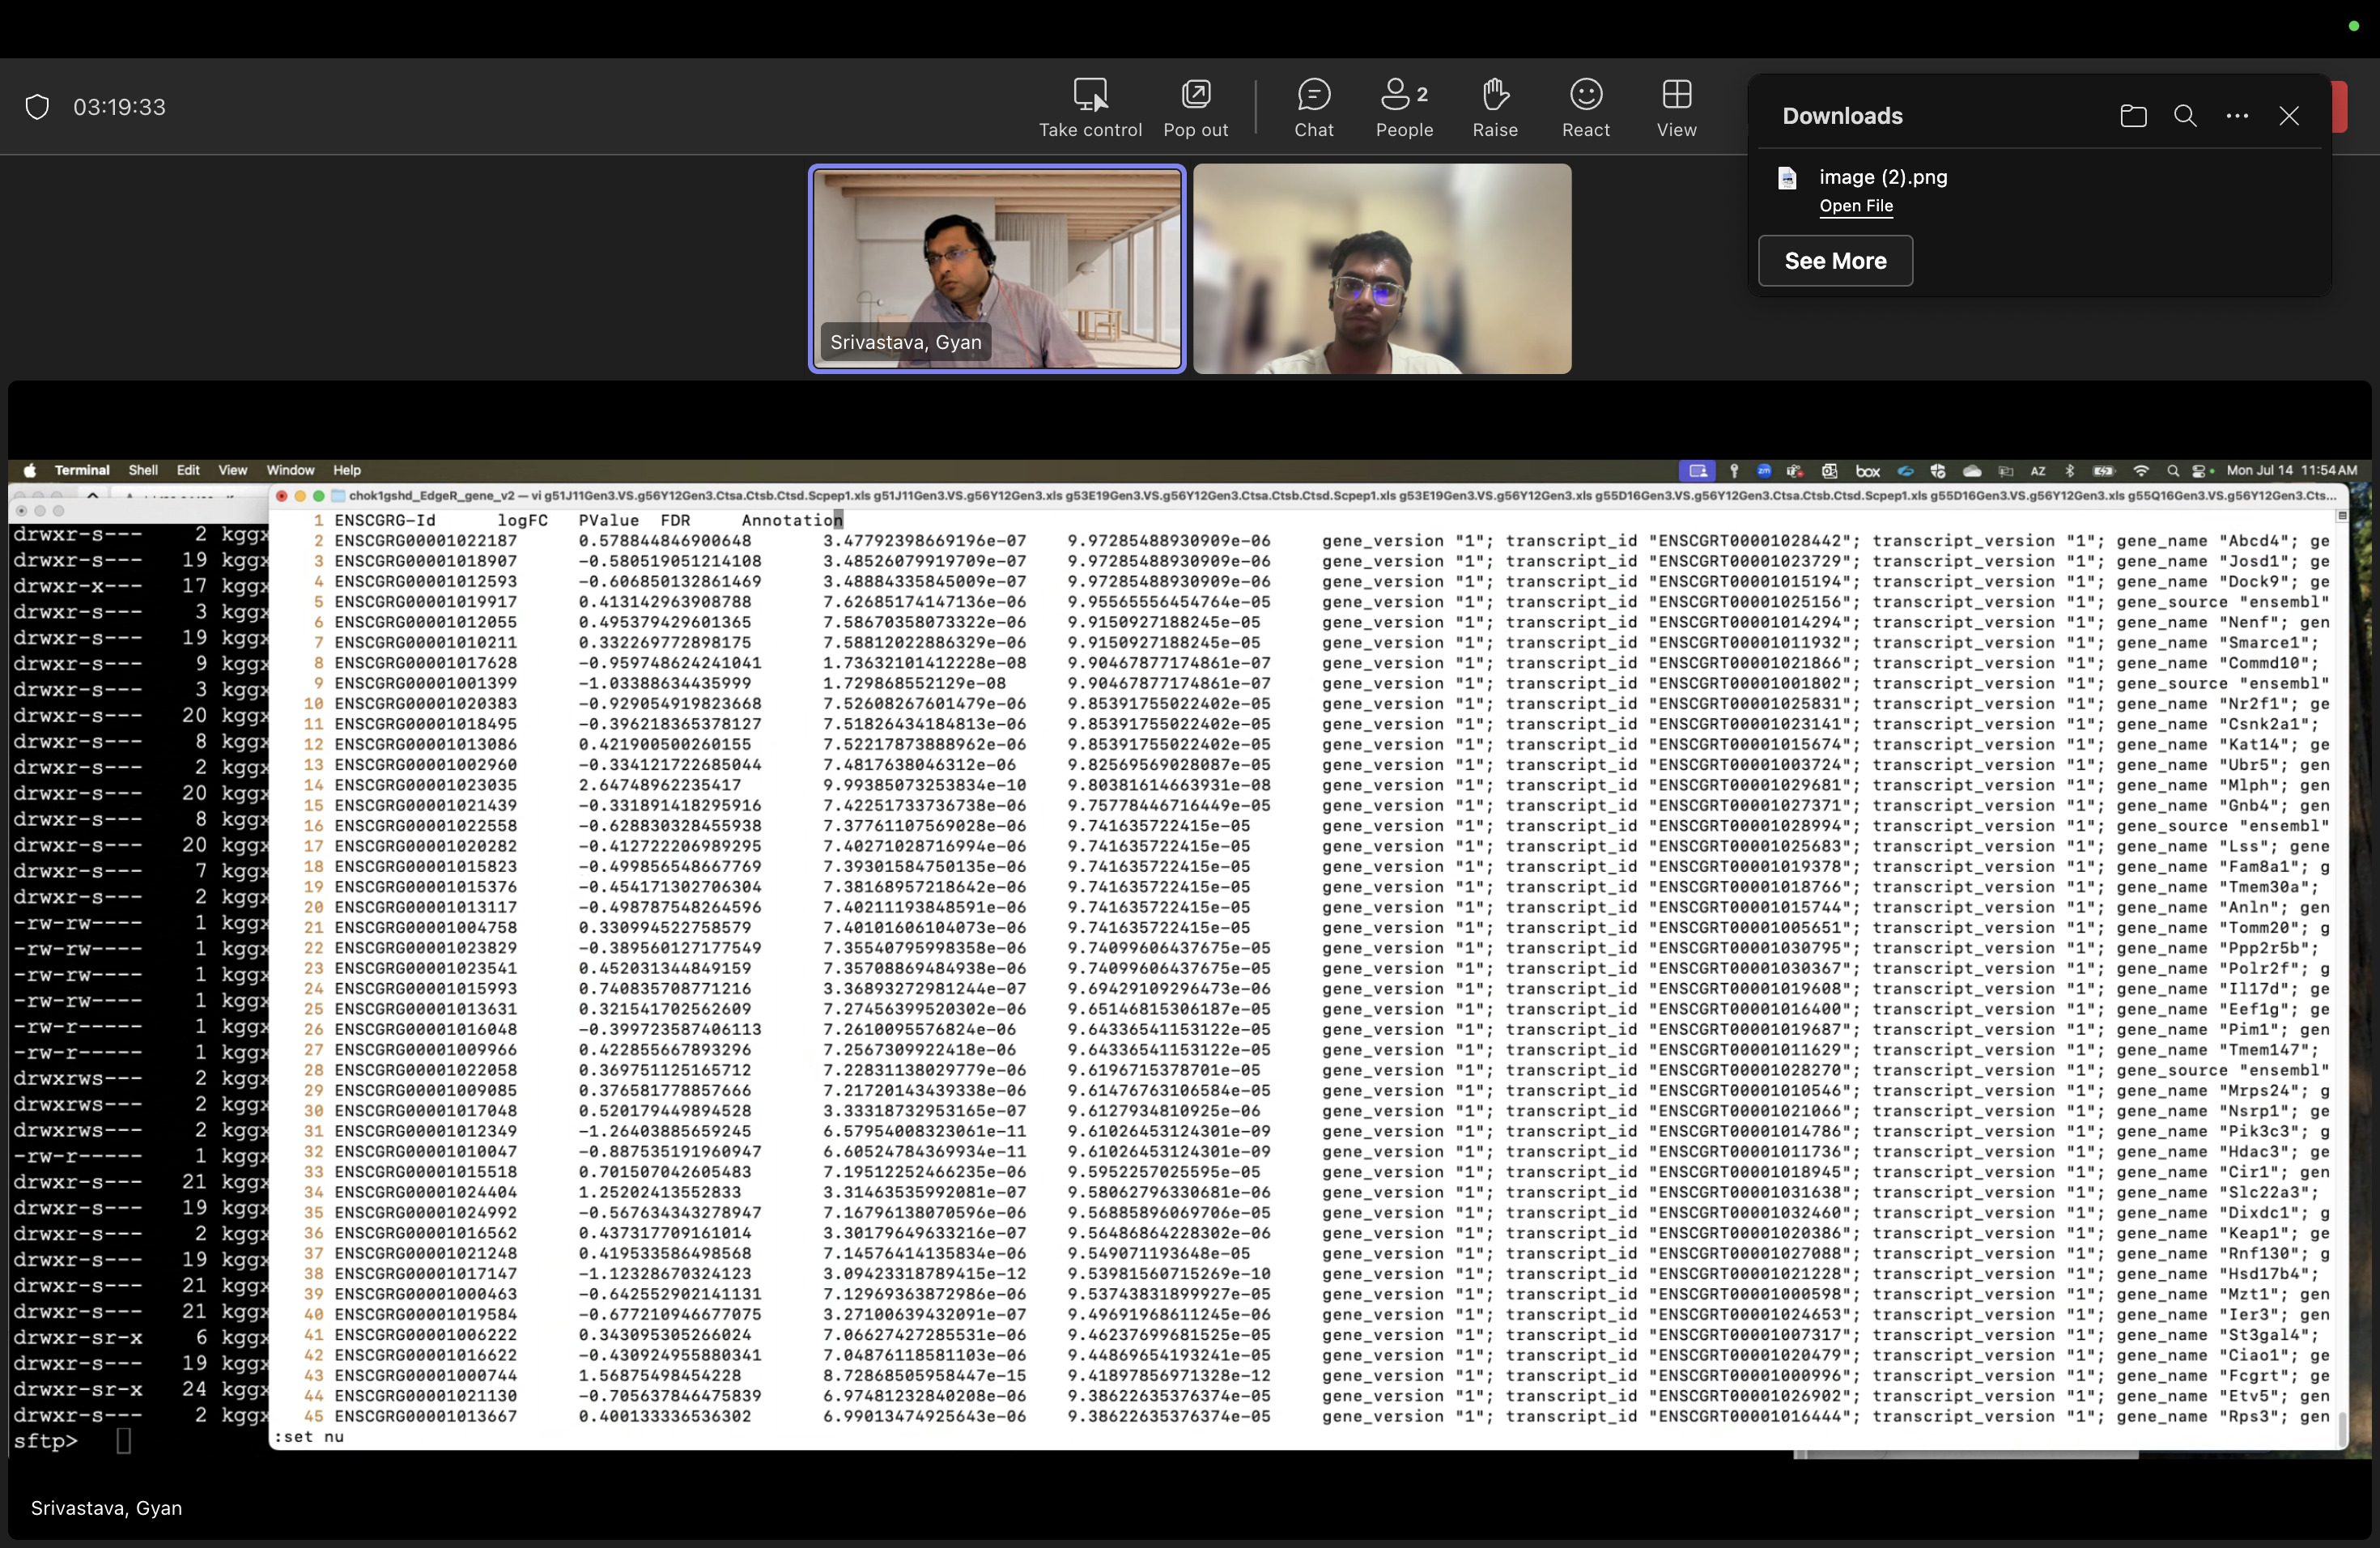 03:19:33
Take control
Pop out
Chat
2
People
Raise
React
View
Downloads
image (2).png
Open File
See More
Srivastava, Gyan
Terminal Shell Edit View Window Help
box
AZ
Mon Jul 14 11:54 AM
chok1gshd_EdgeR_gene_v2 — vi g51J11Gen3.VS.g56Y12Gen3.Ctsa.Ctsb.Ctsd.Scpep1.xls g51J11Gen3.VS.g56Y12Gen3.xls g53E19Gen3.VS.g56Y12Gen3.Ctsa.Ctsb.Ctsd.Scpep1.xls g53E19Gen3.VS.g56Y12Gen3.xls g55D16Gen3.VS.g56Y12Gen3.Ctsa.Ctsb.Ctsd.Scpep1.xls g55D16Gen3.VS.g56Y12Gen3.xls g55Q16Gen3.VS.g56Y12Gen3.Cts...
drwxr-s--- 2 kggx
drwxr-s--- 19 kggx
drwxr-x--- 17 kggx
drwxr-s--- 3 kggx
drwxr-s--- 19 kggx
drwxr-s--- 9 kggx
drwxr-s--- 3 kggx
drwxr-s--- 20 kggx
drwxr-s--- 8 kggx
drwxr-s--- 2 kggx
drwxr-s--- 20 kggx
drwxr-s--- 8 kggx
drwxr-s--- 20 kggx
drwxr-s--- 7 kggx
drwxr-s--- 2 kggx
-rw-rw---- 1 kggx
-rw-rw---- 1 kggx
-rw-rw---- 1 kggx
-rw-rw---- 1 kggx
-rw-r----- 1 kggx
-rw-r----- 1 kggx
drwxrws--- 2 kggx
drwxrws--- 2 kggx
drwxrws--- 2 kggx
-rw-r----- 1 kggx
drwxr-s--- 21 kggx
drwxr-s--- 19 kggx
drwxr-s--- 2 kggx
drwxr-s--- 19 kggx
drwxr-s--- 21 kggx
drwxr-s--- 21 kggx
drwxr-sr-x 6 kggx
drwxr-s--- 19 kggx
drwxr-sr-x 24 kggx
drwxr-s--- 2 kggx
sftp>
1 ENSCGRG-Id logFC PValue FDR Annotation
2 ENSCGRG00001022187 0.578844846900648 3.47792398669196e-07 9.97285488930909e-06 gene_version "1"; transcript_id "ENSCGRT00001028442"; transcript_version "1"; gene_name "Abcd4"; ge
3 ENSCGRG00001018907 -0.580519051214108 3.48526079919709e-07 9.97285488930909e-06 gene_version "1"; transcript_id "ENSCGRT00001023729"; transcript_version "1"; gene_name "Josd1"; ge
4 ENSCGRG00001012593 -0.606850132861469 3.48884335845009e-07 9.97285488930909e-06 gene_version "1"; transcript_id "ENSCGRT00001015194"; transcript_version "1"; gene_name "Dock9"; ge
5 ENSCGRG00001019917 0.413142963908788 7.62685174147136e-06 9.95565556454764e-05 gene_version "1"; transcript_id "ENSCGRT00001025156"; transcript_version "1"; gene_source "ensembl"
6 ENSCGRG00001012055 0.495379429601365 7.58670358073322e-06 9.9150927188245e-05 gene_version "1"; transcript_id "ENSCGRT00001014294"; transcript_version "1"; gene_name "Nenf"; gen
7 ENSCGRG00001010211 0.332269772898175 7.58812022886329e-06 9.9150927188245e-05 gene_version "1"; transcript_id "ENSCGRT00001011932"; transcript_version "1"; gene_name "Smarce1";
8 ENSCGRG00001017628 -0.959748624241041 1.73632101412228e-08 9.90467877174861e-07 gene_version "1"; transcript_id "ENSCGRT00001021866"; transcript_version "1"; gene_name "Commd10";
9 ENSCGRG00001001399 -1.03388634435999 1.729868552129e-08 9.90467877174861e-07 gene_version "1"; transcript_id "ENSCGRT00001001802"; transcript_version "1"; gene_source "ensembl"
10 ENSCGRG00001020383 -0.929054919823668 7.52608267601479e-06 9.85391755022402e-05 gene_version "1"; transcript_id "ENSCGRT00001025831"; transcript_version "1"; gene_name "Nr2f1"; ge
11 ENSCGRG00001018495 -0.396218365378127 7.51826434184813e-06 9.85391755022402e-05 gene_version "1"; transcript_id "ENSCGRT00001023141"; transcript_version "1"; gene_name "Csnk2a1";
12 ENSCGRG00001013086 0.421900500260155 7.52217873888962e-06 9.85391755022402e-05 gene_version "1"; transcript_id "ENSCGRT00001015674"; transcript_version "1"; gene_name "Kat14"; ge
13 ENSCGRG00001002960 -0.334121722685044 7.4817638046312e-06 9.82569569028087e-05 gene_version "1"; transcript_id "ENSCGRT00001003724"; transcript_version "1"; gene_name "Ubr5"; gen
14 ENSCGRG00001023035 2.64748962235417 9.99385073253834e-10 9.80381614663931e-08 gene_version "1"; transcript_id "ENSCGRT00001029681"; transcript_version "1"; gene_name "Mlph"; gen
15 ENSCGRG00001021439 -0.331891418295916 7.42251733736738e-06 9.75778446716449e-05 gene_version "1"; transcript_id "ENSCGRT00001027371"; transcript_version "1"; gene_name "Gnb4"; gen
16 ENSCGRG00001022558 -0.628830328455938 7.37761107569028e-06 9.741635722415e-05 gene_version "1"; transcript_id "ENSCGRT00001028994"; transcript_version "1"; gene_source "ensembl"
17 ENSCGRG00001020282 -0.412722206989295 7.40271028716994e-06 9.741635722415e-05 gene_version "1"; transcript_id "ENSCGRT00001025683"; transcript_version "1"; gene_name "Lss"; gene
18 ENSCGRG00001015823 -0.499856548667769 7.39301584750135e-06 9.741635722415e-05 gene_version "1"; transcript_id "ENSCGRT00001019378"; transcript_version "1"; gene_name "Fam8a1"; g
19 ENSCGRG00001015376 -0.454171302706304 7.38168957218642e-06 9.741635722415e-05 gene_version "1"; transcript_id "ENSCGRT00001018766"; transcript_version "1"; gene_name "Tmem30a";
20 ENSCGRG00001013117 -0.498787548264596 7.40211193848591e-06 9.741635722415e-05 gene_version "1"; transcript_id "ENSCGRT00001015744"; transcript_version "1"; gene_name "Anln"; gen
21 ENSCGRG00001004758 0.330994522758579 7.40101606104073e-06 9.741635722415e-05 gene_version "1"; transcript_id "ENSCGRT00001005651"; transcript_version "1"; gene_name "Tomm20"; g
22 ENSCGRG00001023829 -0.389560127177549 7.35540795998358e-06 9.74099606437675e-05 gene_version "1"; transcript_id "ENSCGRT00001030795"; transcript_version "1"; gene_name "Ppp2r5b";
23 ENSCGRG00001023541 0.452031344849159 7.35708869484938e-06 9.74099606437675e-05 gene_version "1"; transcript_id "ENSCGRT00001030367"; transcript_version "1"; gene_name "Polr2f"; g
24 ENSCGRG00001015993 0.740835708771216 3.36893272981244e-07 9.69429109296473e-06 gene_version "1"; transcript_id "ENSCGRT00001019608"; transcript_version "1"; gene_name "Il17d"; ge
25 ENSCGRG00001013631 0.321541702562609 7.27456399520302e-06 9.65146815306187e-05 gene_version "1"; transcript_id "ENSCGRT00001016400"; transcript_version "1"; gene_name "Eef1g"; ge
26 ENSCGRG00001016048 -0.399723587406113 7.2610095576824e-06 9.64336541153122e-05 gene_version "1"; transcript_id "ENSCGRT00001019687"; transcript_version "1"; gene_name "Pim1"; gen
27 ENSCGRG00001009966 0.422855667893296 7.2567309922418e-06 9.64336541153122e-05 gene_version "1"; transcript_id "ENSCGRT00001011629"; transcript_version "1"; gene_name "Tmem147";
28 ENSCGRG00001022058 0.369751125165712 7.22831138029779e-06 9.6196715378701e-05 gene_version "1"; transcript_id "ENSCGRT00001028270"; transcript_version "1"; gene_source "ensembl"
29 ENSCGRG00001009085 0.376581778857666 7.21720143439338e-06 9.61476763106584e-05 gene_version "1"; transcript_id "ENSCGRT00001010546"; transcript_version "1"; gene_name "Mrps24"; g
30 ENSCGRG00001017048 0.520179449894528 3.33318732953165e-07 9.6127934810925e-06 gene_version "1"; transcript_id "ENSCGRT00001021066"; transcript_version "1"; gene_name "Nsrp1"; ge
31 ENSCGRG00001012349 -1.26403885659245 6.57954008323061e-11 9.61026453124301e-09 gene_version "1"; transcript_id "ENSCGRT00001014786"; transcript_version "1"; gene_name "Pik3c3"; g
32 ENSCGRG00001010047 -0.887535191960947 6.60524784369934e-11 9.61026453124301e-09 gene_version "1"; transcript_id "ENSCGRT00001011736"; transcript_version "1"; gene_name "Hdac3"; ge
33 ENSCGRG00001015518 0.701507042605483 7.19512252466235e-06 9.5952257025595e-05 gene_version "1"; transcript_id "ENSCGRT00001018945"; transcript_version "1"; gene_name "Cir1"; gen
34 ENSCGRG00001024404 1.25202413552833 3.31463535992081e-07 9.58062796330681e-06 gene_version "1"; transcript_id "ENSCGRT00001031638"; transcript_version "1"; gene_name "Slc22a3";
35 ENSCGRG00001024992 -0.567634343278947 7.16796138070596e-06 9.56885896069706e-05 gene_version "1"; transcript_id "ENSCGRT00001032460"; transcript_version "1"; gene_name "Dixdc1"; g
36 ENSCGRG00001016562 0.437317709161014 3.30179649633216e-07 9.56486864228302e-06 gene_version "1"; transcript_id "ENSCGRT00001020386"; transcript_version "1"; gene_name "Keap1"; ge
37 ENSCGRG00001021248 0.419533586498568 7.14576414135834e-06 9.549071193648e-05 gene_version "1"; transcript_id "ENSCGRT00001027088"; transcript_version "1"; gene_name "Rnf130"; g
38 ENSCGRG00001017147 -1.12328670324123 3.09423318789415e-12 9.53981560715269e-10 gene_version "1"; transcript_id "ENSCGRT00001021228"; transcript_version "1"; gene_name "Hsd17b4";
39 ENSCGRG00001000463 -0.642552902141131 7.12969363872986e-06 9.53743831899927e-05 gene_version "1"; transcript_id "ENSCGRT00001000598"; transcript_version "1"; gene_name "Mzt1"; gen
40 ENSCGRG00001019584 -0.677210946677075 3.27100639432091e-07 9.49691968611245e-06 gene_version "1"; transcript_id "ENSCGRT00001024653"; transcript_version "1"; gene_name "Ier3"; gen
41 ENSCGRG00001006222 0.343095305266024 7.06627427285531e-06 9.46237699681525e-05 gene_version "1"; transcript_id "ENSCGRT00001007317"; transcript_version "1"; gene_name "St3gal4";
42 ENSCGRG00001016622 -0.430924955880341 7.04876118581103e-06 9.44869654193241e-05 gene_version "1"; transcript_id "ENSCGRT00001020479"; transcript_version "1"; gene_name "Ciao1"; ge
43 ENSCGRG00001000744 1.56875498454228 8.72868505958447e-15 9.41897856971328e-12 gene_version "1"; transcript_id "ENSCGRT00001000996"; transcript_version "1"; gene_name "Fcgrt"; ge
44 ENSCGRG00001021130 -0.705637846475839 6.97481232840208e-06 9.38622635376374e-05 gene_version "1"; transcript_id "ENSCGRT00001026902"; transcript_version "1"; gene_name "Etv5"; gen
45 ENSCGRG00001013667 0.400133336536302 6.99013474925643e-06 9.38622635376374e-05 gene_version "1"; transcript_id "ENSCGRT00001016444"; transcript_version "1"; gene_name "Rps3"; gen
:set nu
Srivastava, Gyan